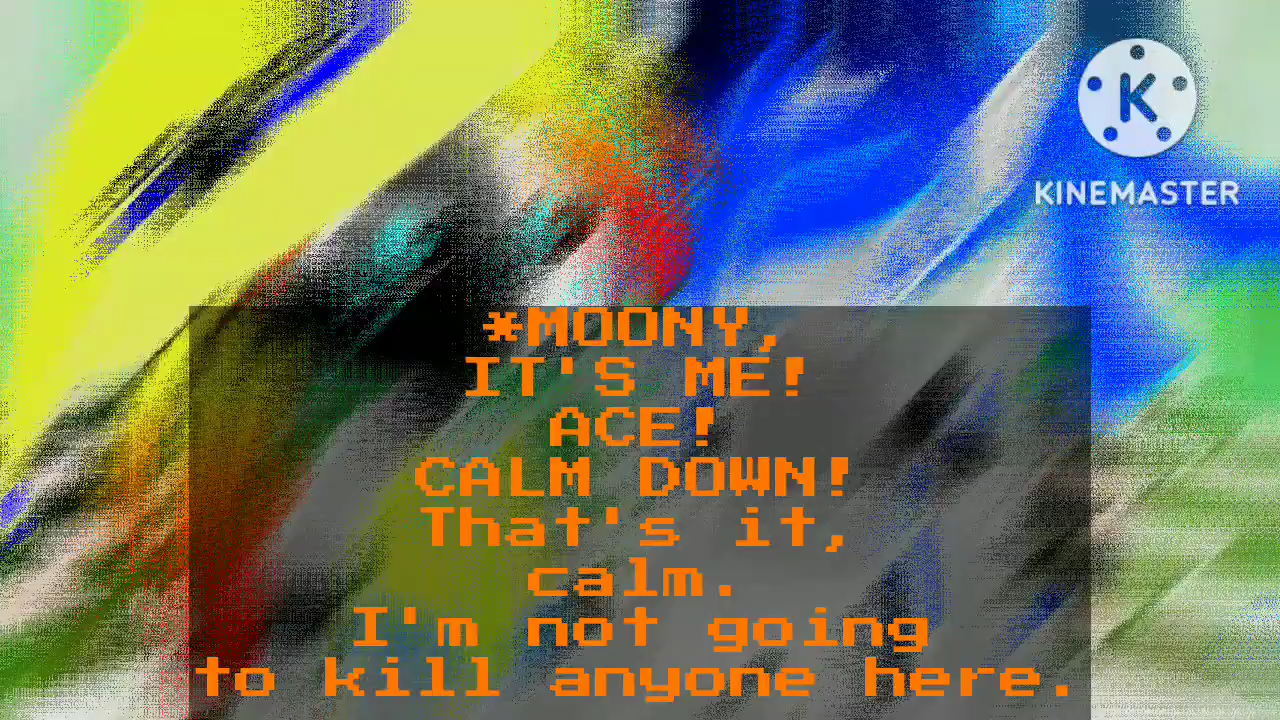 K
KINEMASTER
*MOONY,
IT'S ME!
ACE!
CALM DOWN!
That's it,
calm.
I'm not going
to kill anyone here.